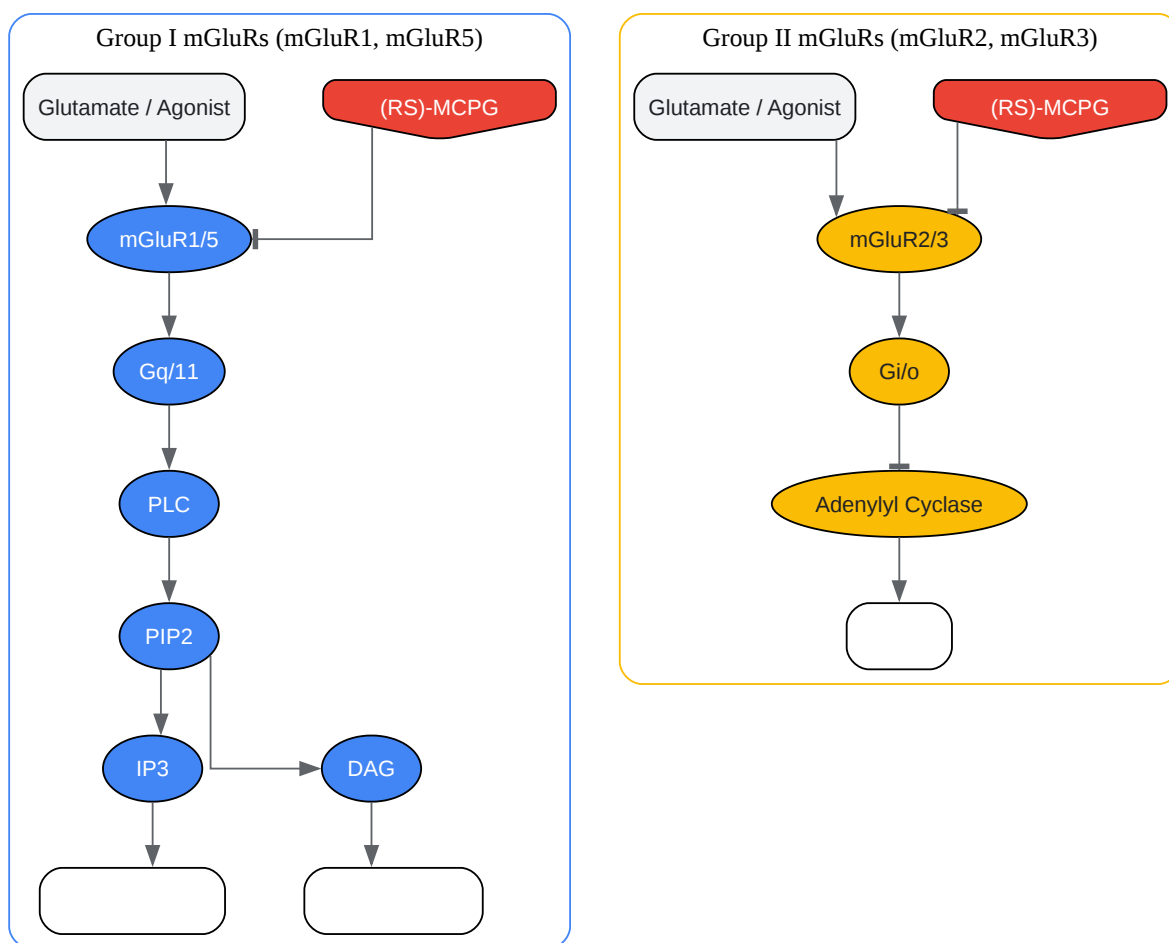 Group I mGluRs (mGluR1, mGluR5)
Glutamate / Agonist
(RS)-MCPG
mGluR1/5
Gq/11
PLC
PIP2
IP3
DAG
Group II mGluRs (mGluR2, mGluR3)
Glutamate / Agonist
(RS)-MCPG
mGluR2/3
Gi/o
Adenylyl Cyclase